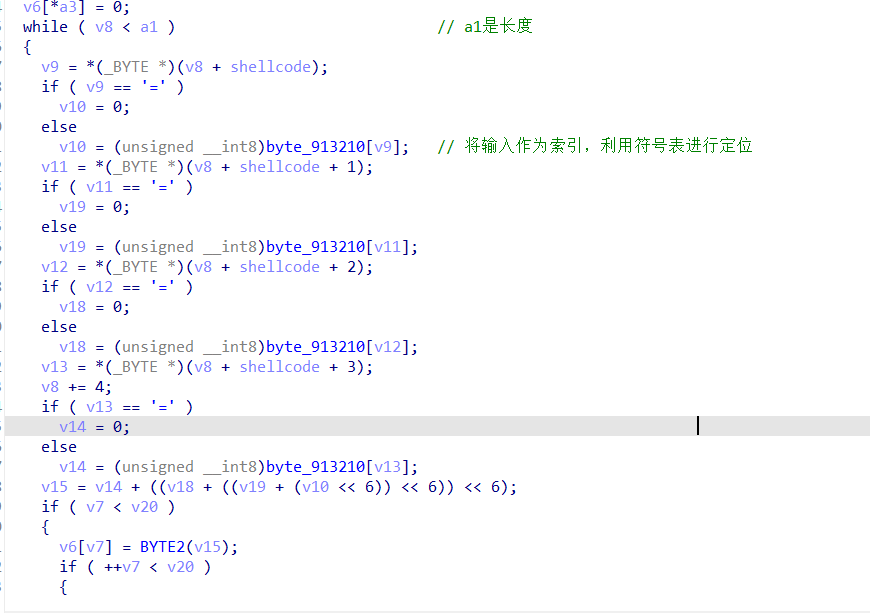 v6[*a3] = 0;
while ( v8 < a1 ) // a1是长度
{
v9 = *(_BYTE *)(v8 + shellcode);
if ( v9 == '=' )
v10 = 0;
else
v10 = (unsigned __int8)byte_913210[v9]; // 将输入作为索引，利用符号表进行定位
v11 = *(_BYTE *)(v8 + shellcode + 1);
if ( v11 == '=' )
v19 = 0;
else
v19 = (unsigned __int8)byte_913210[v11];
v12 = *(_BYTE *)(v8 + shellcode + 2);
if ( v12 == '=' )
v18 = 0;
else
v18 = (unsigned __int8)byte_913210[v12];
v13 = *(_BYTE *)(v8 + shellcode + 3);
v8 += 4;
if ( v13 == '=' )
v14 = 0;
else
v14 = (unsigned __int8)byte_913210[v13];
v15 = v14 + ((v18 + ((v19 + (v10 << 6)) << 6)) << 6);
if ( v7 < v20 )
{
v6[v7] = BYTE2(v15);
if ( ++v7 < v20 )
{